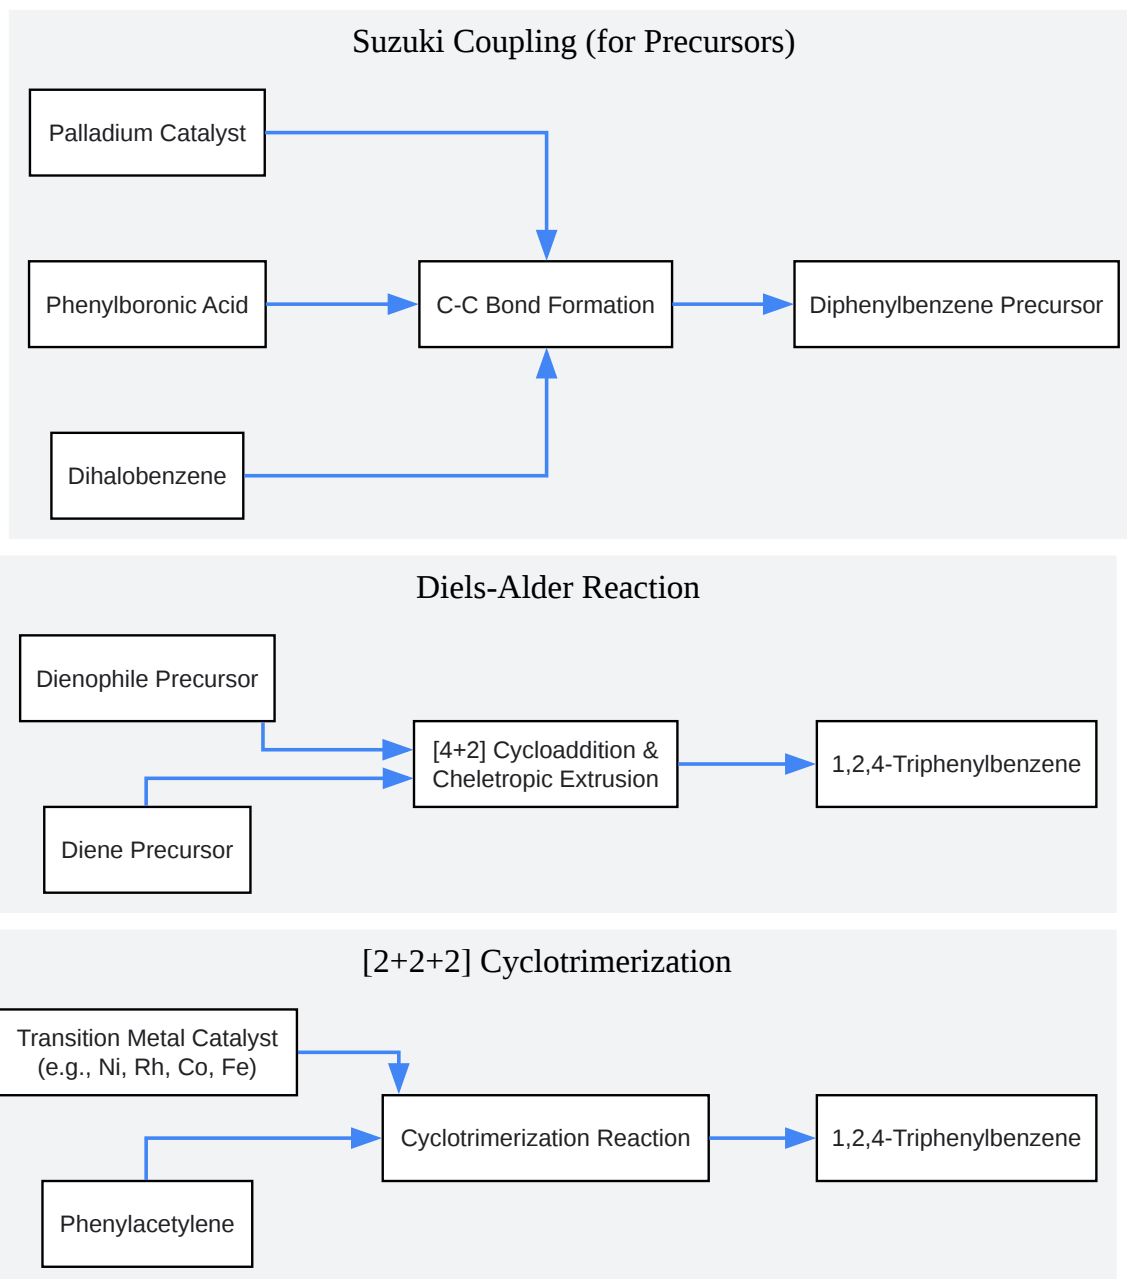 Suzuki Coupling (for Precursors)
Palladium Catalyst
Phenylboronic Acid
C-C Bond Formation
Diphenylbenzene Precursor
Dihalobenzene
Diels-Alder Reaction
Dienophile Precursor
[4+2] Cycloaddition &
Cheletropic Extrusion
1,2,4-Triphenylbenzene
Diene Precursor
[2+2+2] Cyclotrimerization
Transition Metal Catalyst
(e.g., Ni, Rh, Co, Fe)
Cyclotrimerization Reaction
1,2,4-Triphenylbenzene
Phenylacetylene